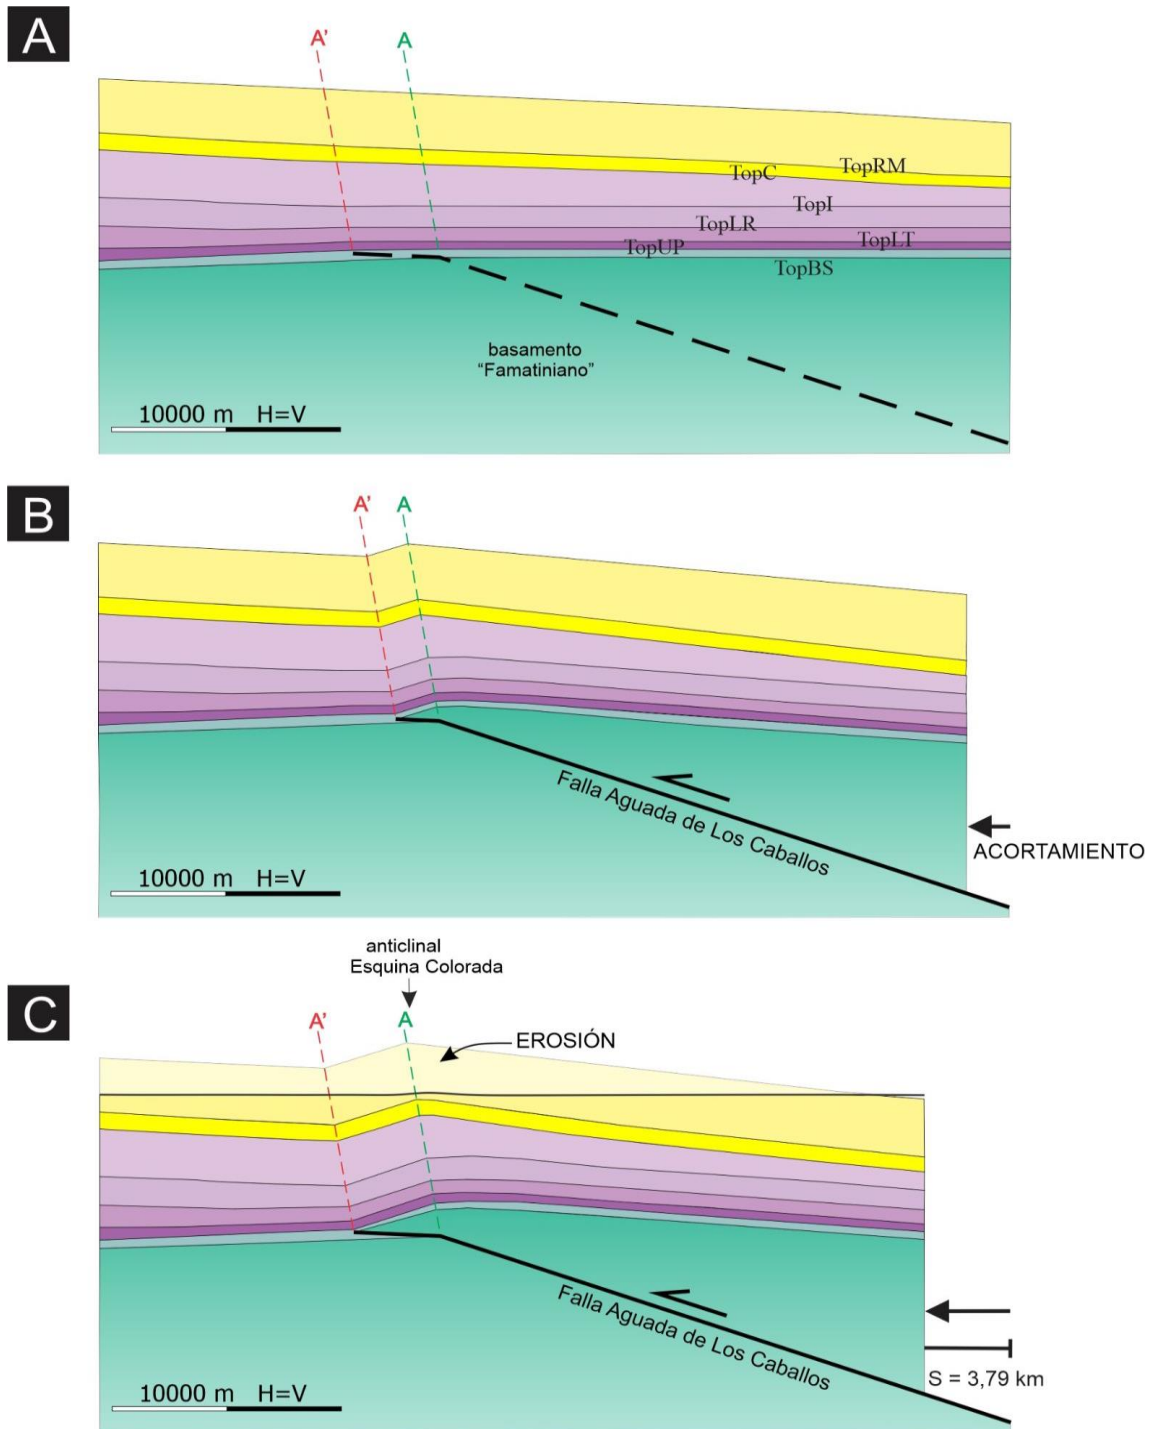 A
A' A
TopRM
TopC
TopI
TopLR
TopLT
TopUP
TopBS
basamento
“Famatiniano”
10000 m H=V
B
A' A
Falla Aguada de Los Caballos
ACORTAMIENTO
10000 m H=V
anticlinal
Esquina Colorada
C
A' A
EROSIÓN
Falla Aguada de Los Caballos
S = 3,79 km
10000 m H=V